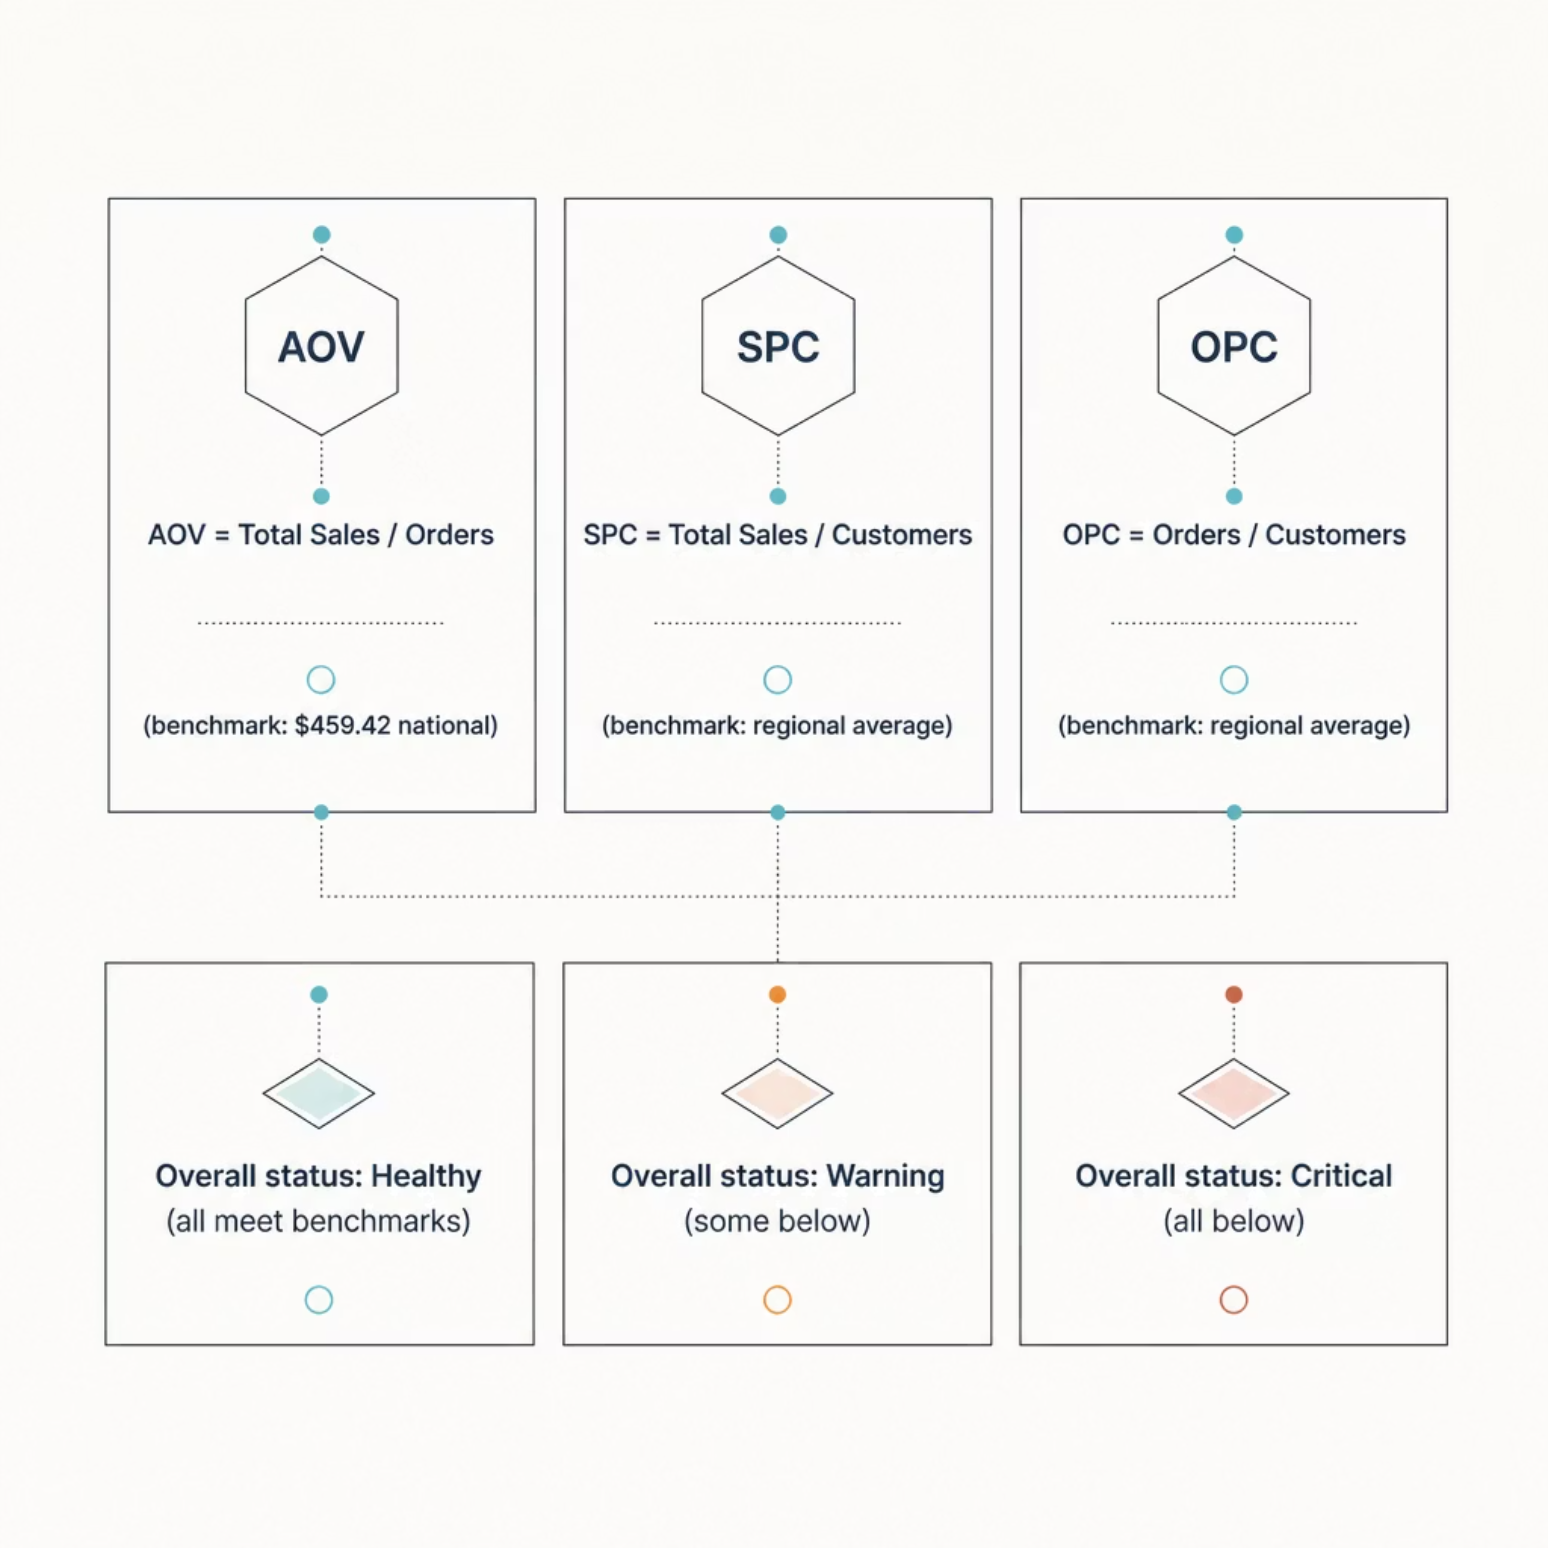 AOV
SPC
OPC
AOV = Total Sales / Orders
SPC = Total Sales / Customers
OPC = Orders / Customers
(benchmark: $459.42 national)
(benchmark: regional average)
(benchmark: regional average)
Overall status: Healthy
(all meet benchmarks)
Overall status: Warning
(some below)
Overall status: Critical
(all below)